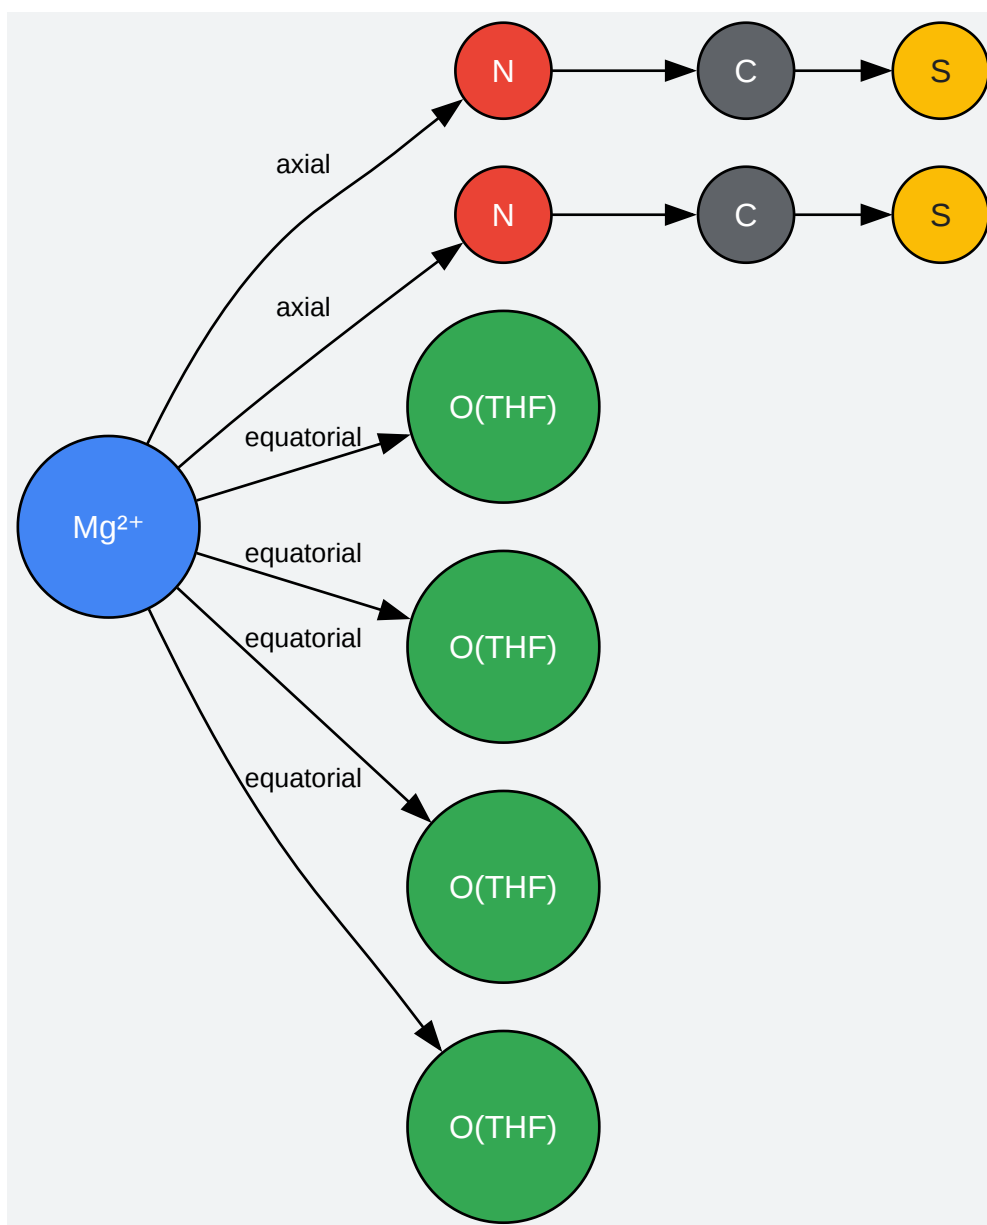 N
C
S
axial
N
C
S
axial
O(THF)
equatorial
Mg²⁺
equatorial
O(THF)
equatorial
equatorial
O(THF)
O(THF)